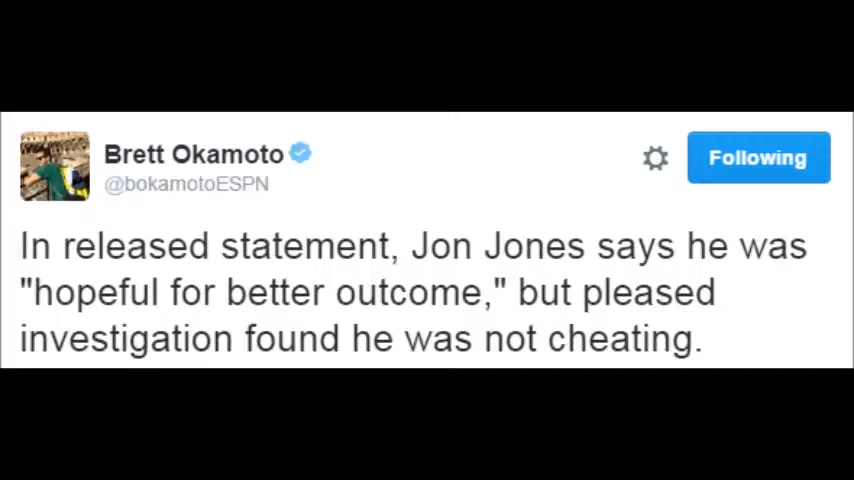 Brett Okamoto
Following
@bokamotoESPN
In released statement, Jon Jones says he was
"hopeful for better outcome," but pleased
investigation found he was not cheating.